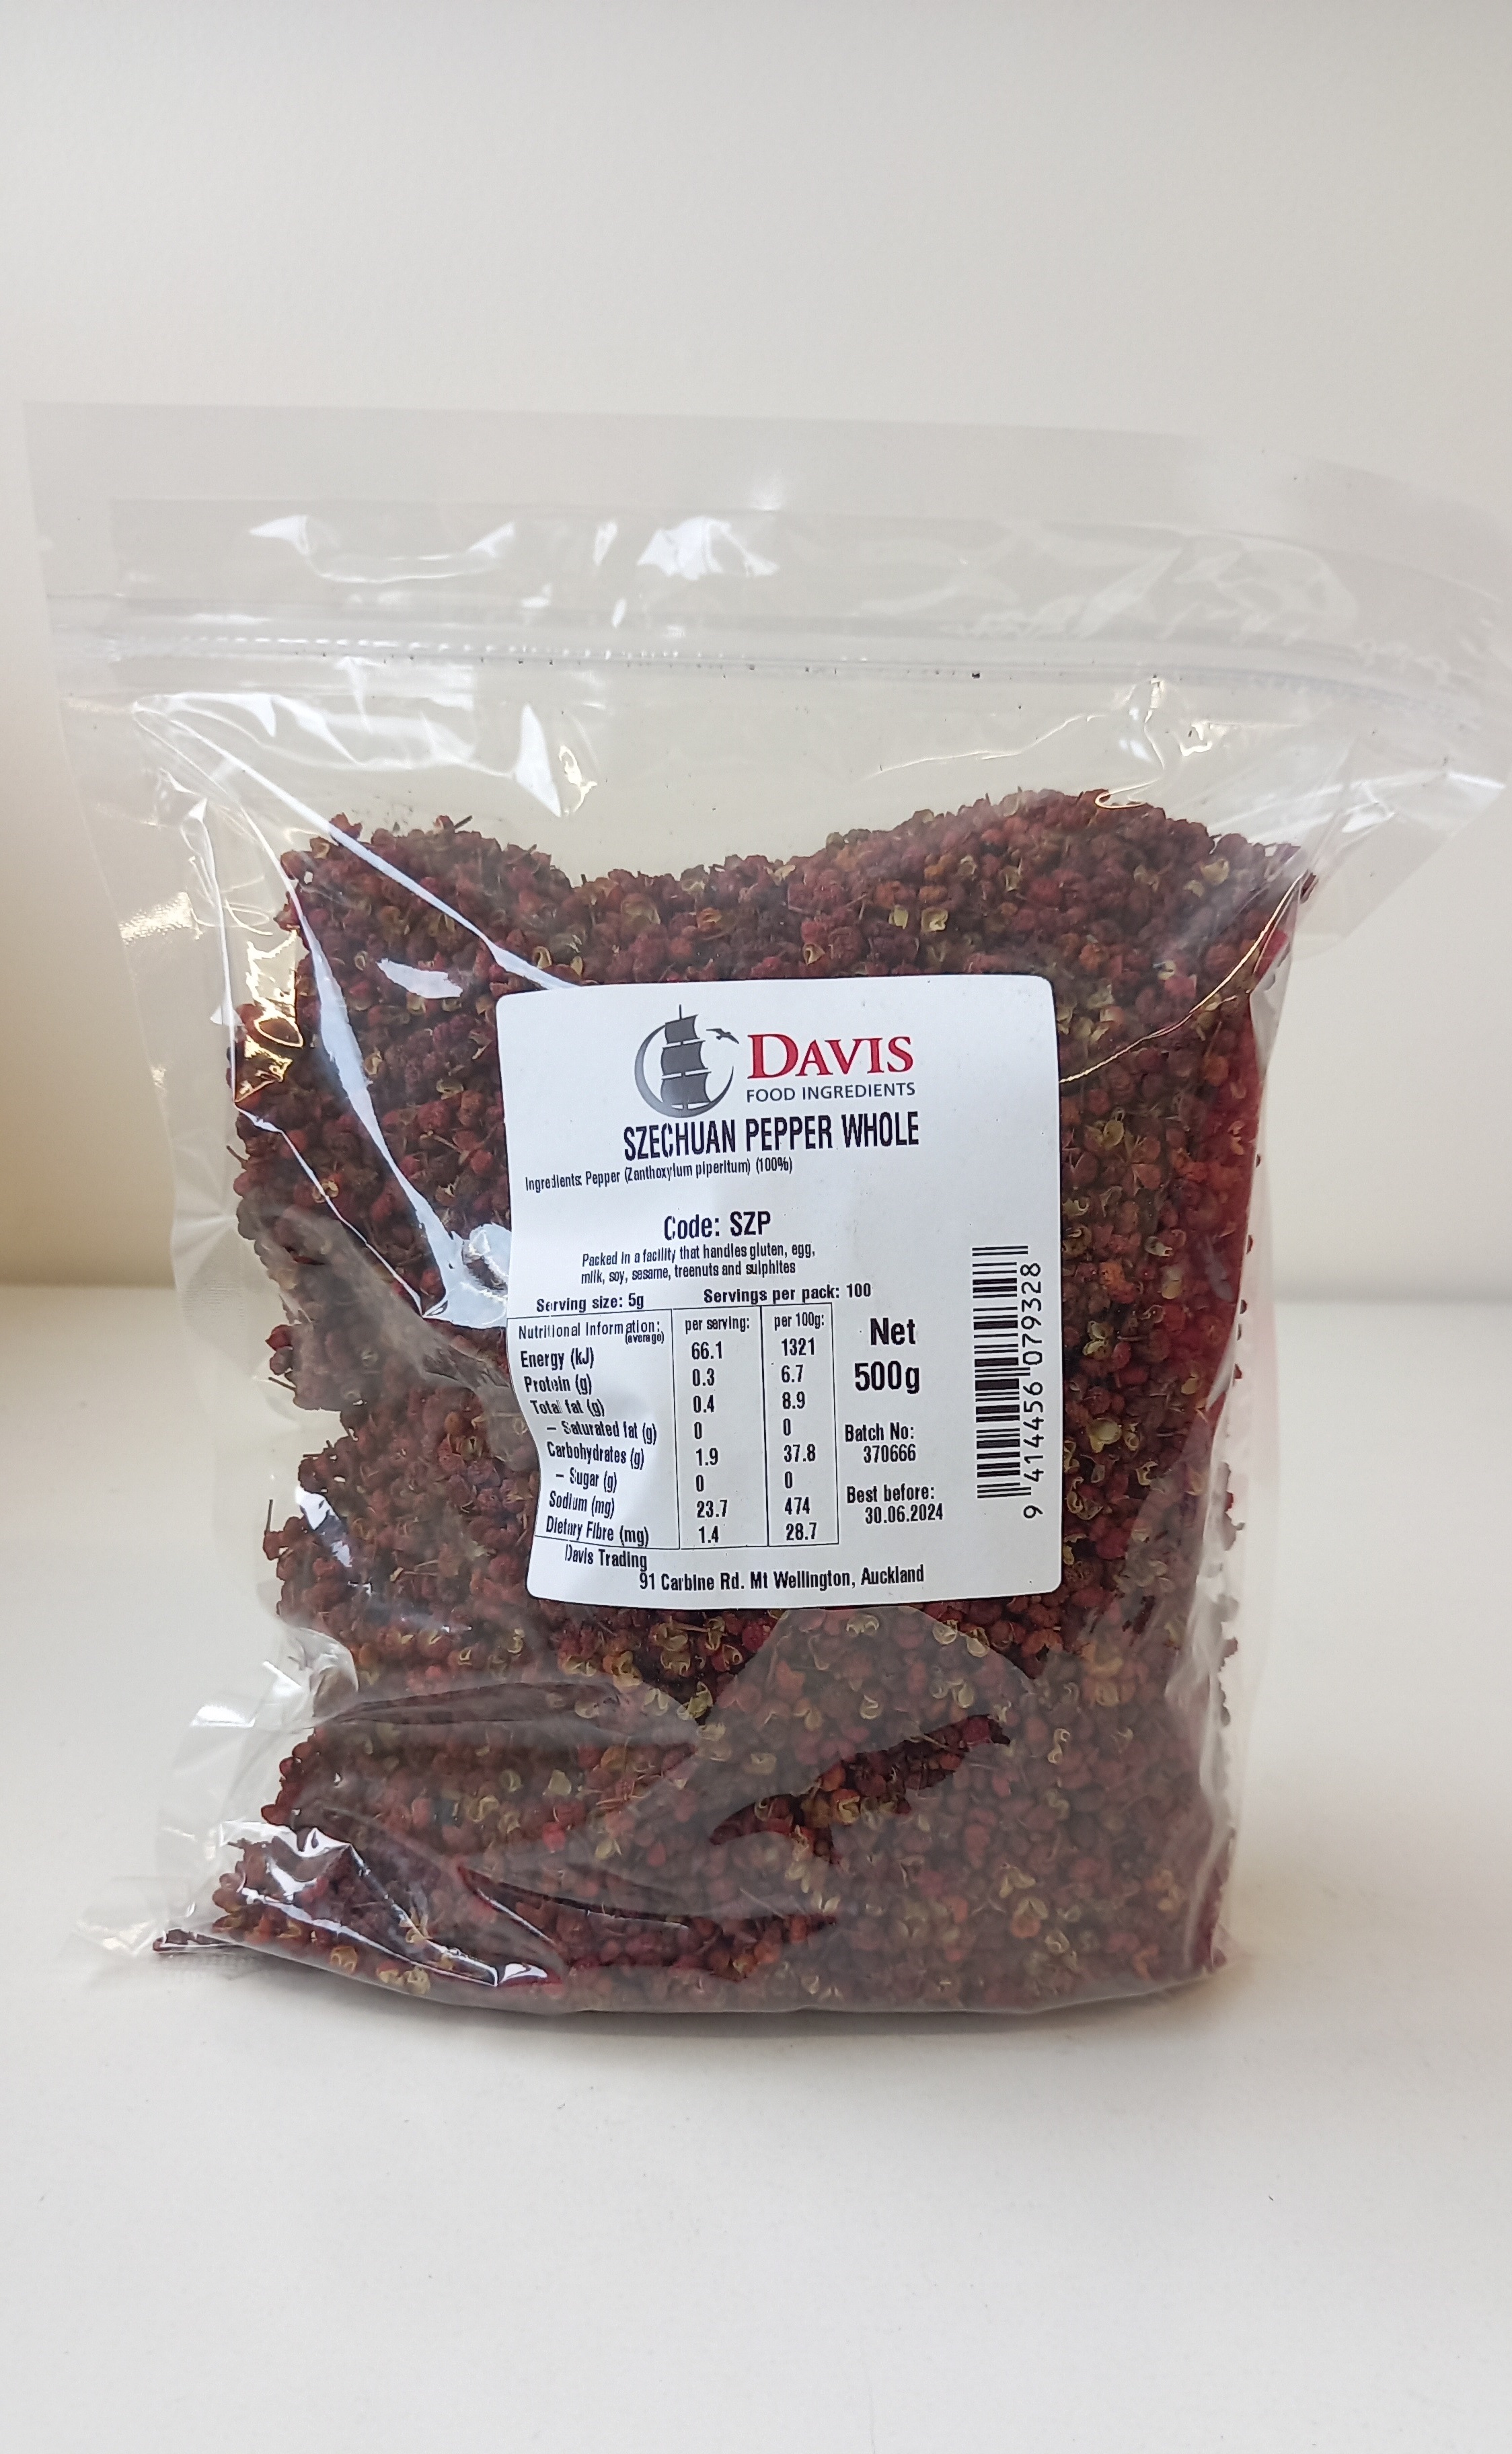 DAVIS
FOOD INGREDIENTS
SZECHUAN PEPPER WHOLE
Ingredients: Pepper (Zanthoxylum piperitum) (100%)
Code: SZP
Packed in a facility that handles gluten, egg,
milk, soy, sesame, treenuts and sulphites
Serving size: 5g Servings per pack: 100
Nutritional Information: (average) per serving: per 100g:
Energy (kJ) 66.1 1321
Protein (g) 0.3 6.7
Total fat (g) 0.4 8.9
– Saturated fat (g) 0 0
Carbohydrates (g) 1.9 37.8
– Sugar (g) 0 0
Sodium (mg) 23.7 474
Dietary Fibre (mg) 1.4 28.7
Net
500g
Batch No:
370666
Best before:
30.06.2024
9 414456 079328
Davis Trading
91 Carbine Rd. Mt Wellington, Auckland